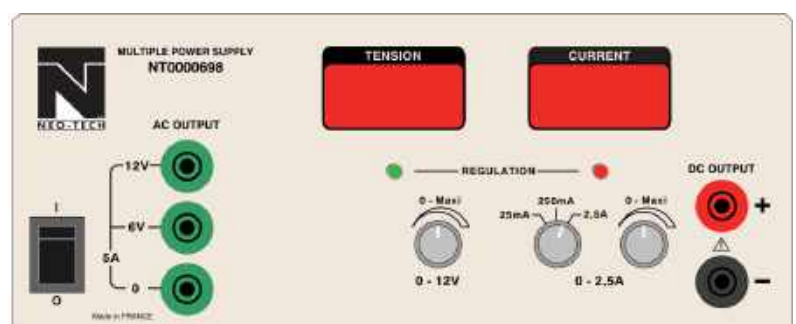 MULTIPLE POWER SUPPLY
NT0000698
NEO-TECH
TENSION
CURRENT
AC OUTPUT
12V
6V
5A
0
I
O
Made in FRANCE
REGULATION
0 - Maxi
0 - 12V
25mA
250mA
2,5A
0 - Maxi
0 - 2,5A
DC OUTPUT
+
-